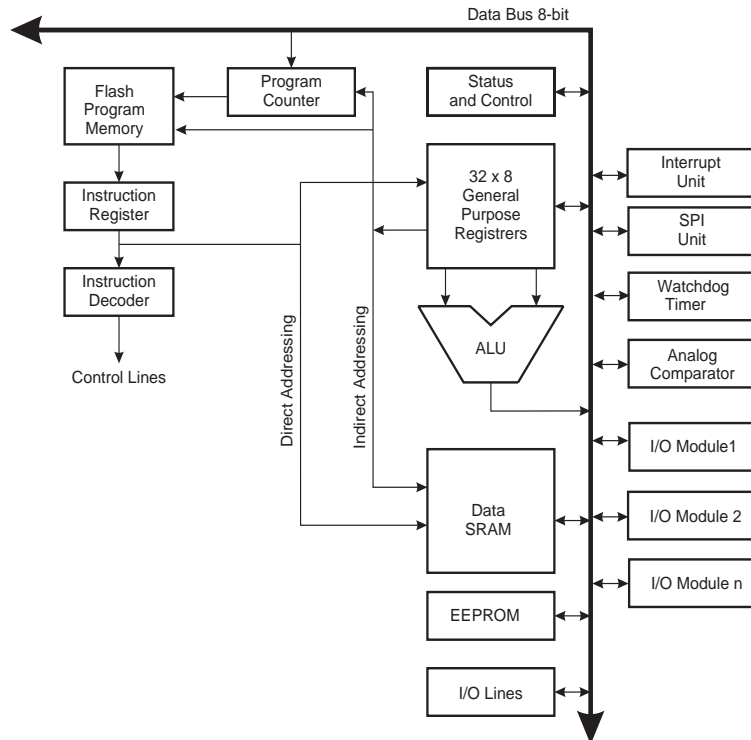 Data Bus 8-bit
Flash
Program
Memory
Program
Counter
Status
and Control
Instruction
Register
32 x 8
General
Purpose
Registrers
Interrupt
Unit
SPI
Unit
Instruction
Decoder
Watchdog
Timer
ALU
Analog
Comparator
Control Lines
Direct Addressing
Indirect Addressing
I/O Module1
Data
SRAM
I/O Module 2
I/O Module n
EEPROM
I/O Lines